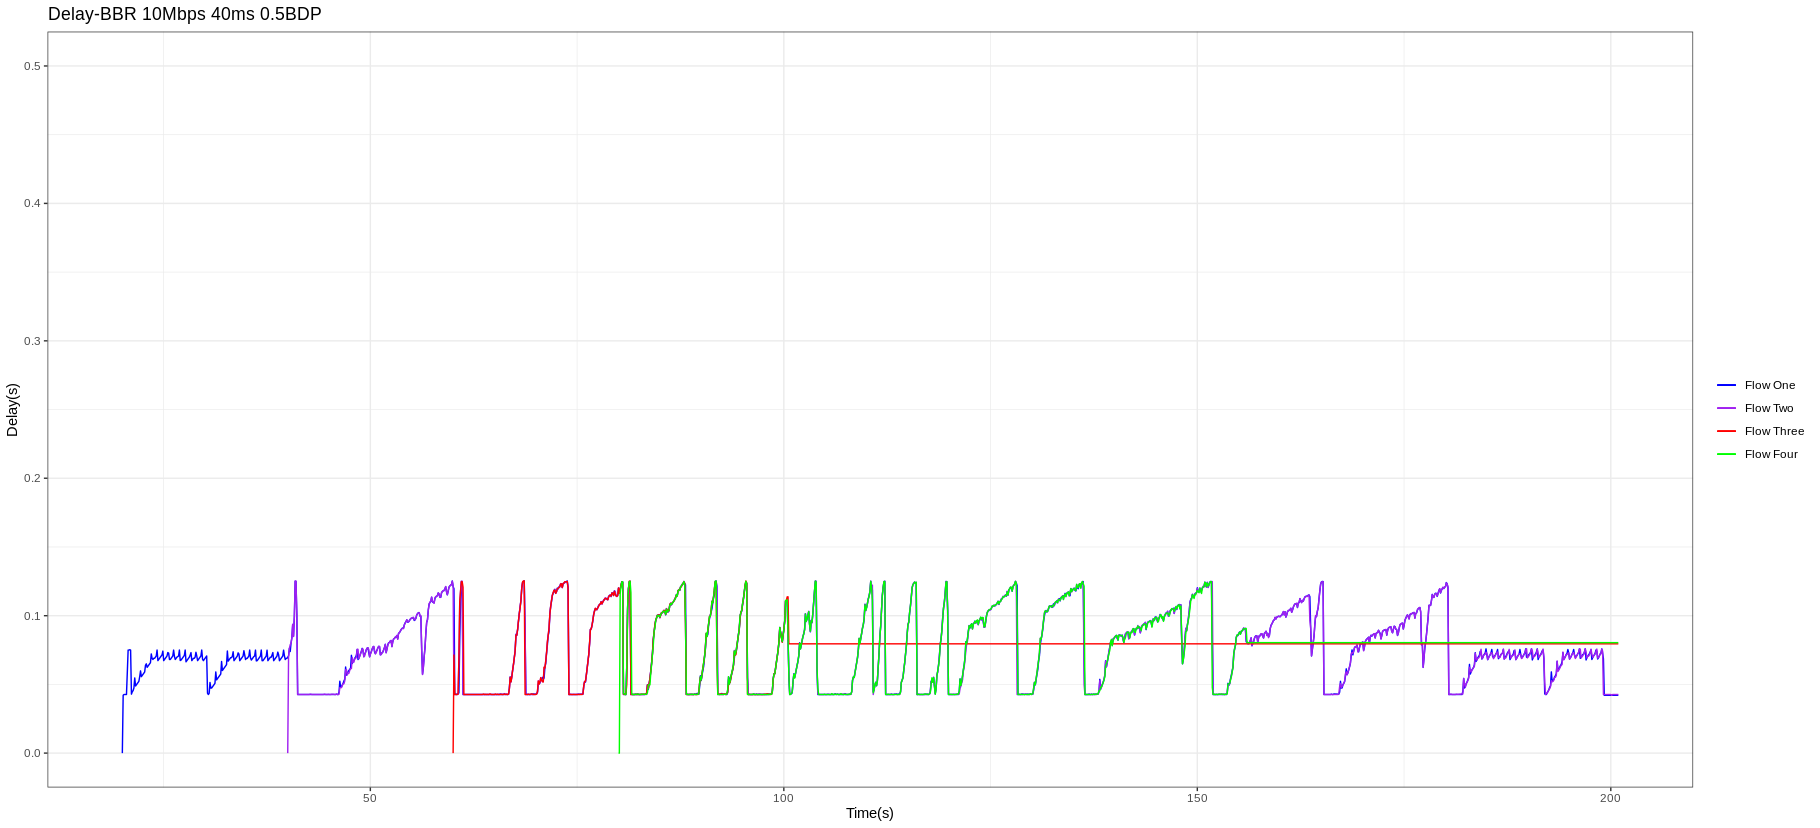 Delay-BBR 10Mbps 40ms 0.5BDP
0.5
0.4
0.3
0.2
0.1
0.0
Delay(s)
50
100
150
200
Time(s)
Flow One
Flow Two
Flow Three
Flow Four